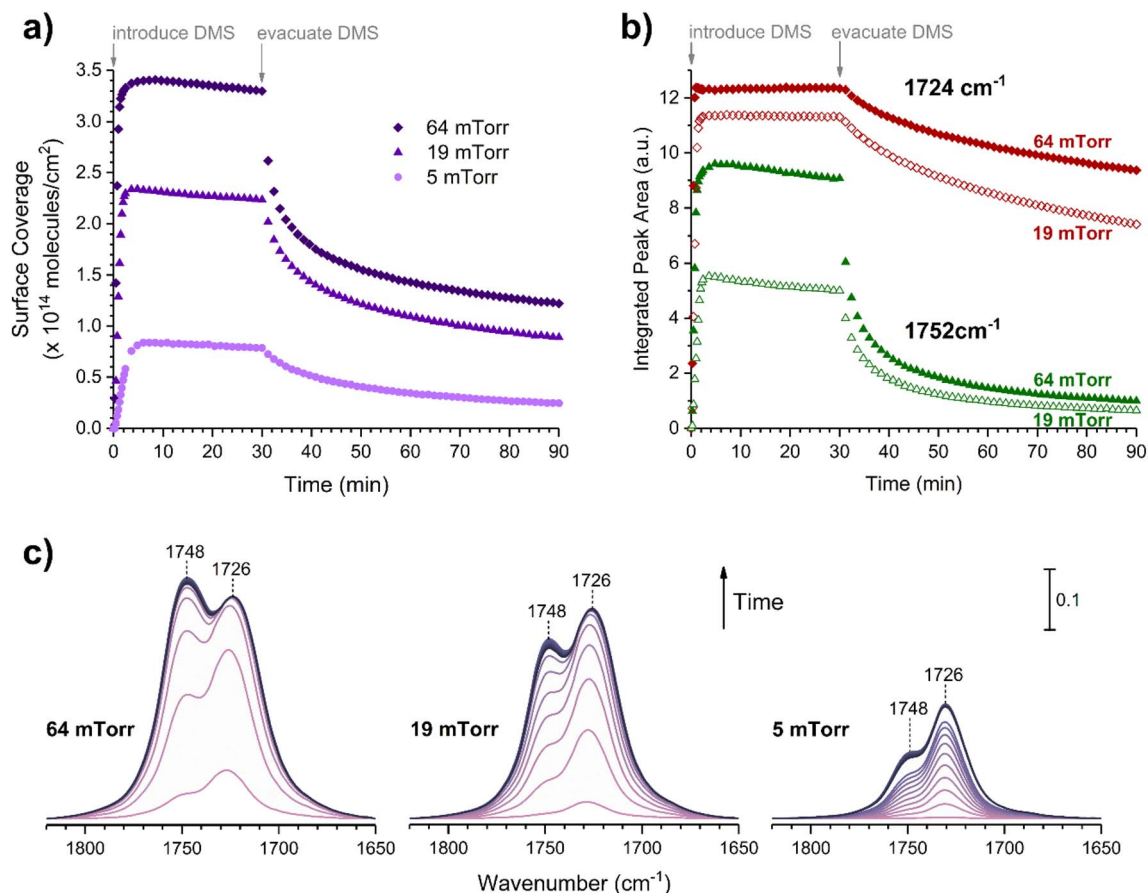 a)
introduce DMS
evacuate DMS
3.5
3.0
2.5
2.0
1.5
1.0
0.5
0.0
Surface Coverage
(x 10¹⁴ molecules/cm²)
64 mTorr
19 mTorr
5 mTorr
0 10 20 30 40 50 60 70 80 90
Time (min)
b)
introduce DMS
evacuate DMS
12
10
8
6
4
2
0
Integrated Peak Area (a.u.)
1724 cm⁻¹
64 mTorr
19 mTorr
1752cm⁻¹
64 mTorr
19 mTorr
0 10 20 30 40 50 60 70 80 90
Time (min)
c)
1748
1726
64 mTorr
1800 1750 1700 1650
1748
1726
19 mTorr
1800 1750 1700 1650
Time
0.1
1748
1726
5 mTorr
1800 1750 1700 1650
Wavenumber (cm⁻¹)